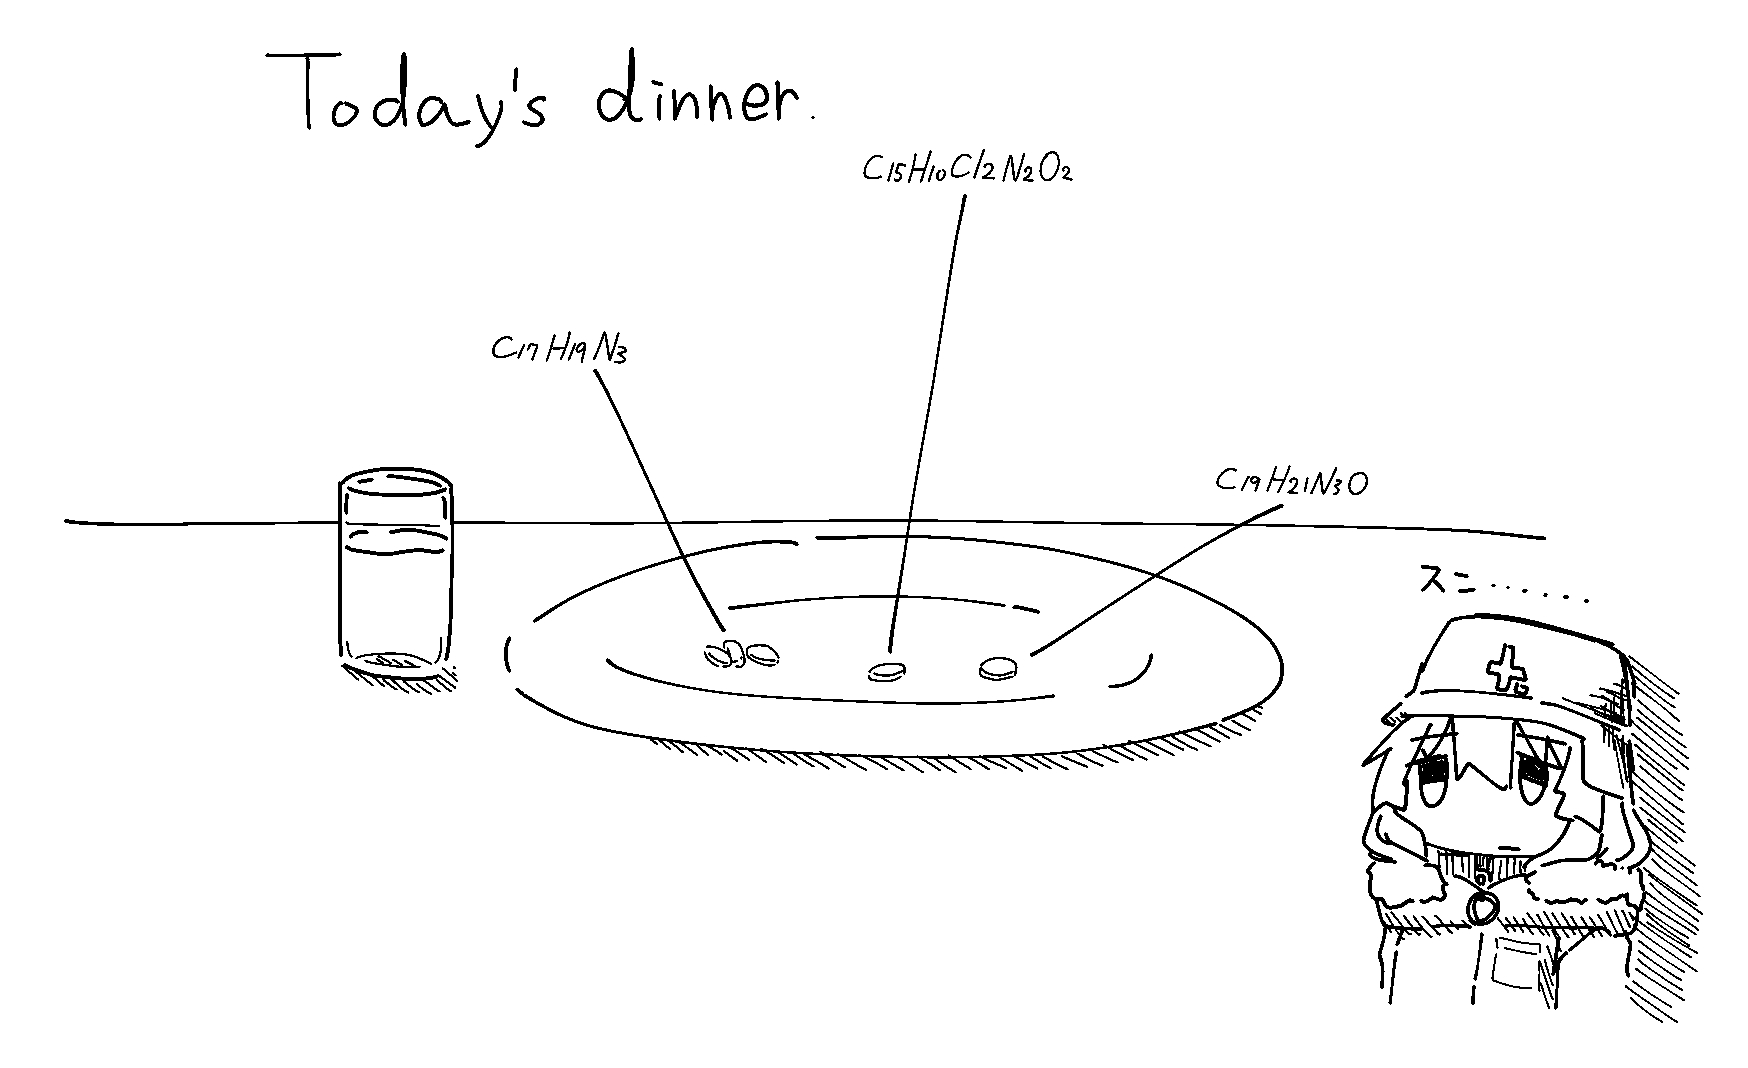 Today's dinner.
C15H10Cl2N2O2
C17H19N3
C19H21N3O
スン......